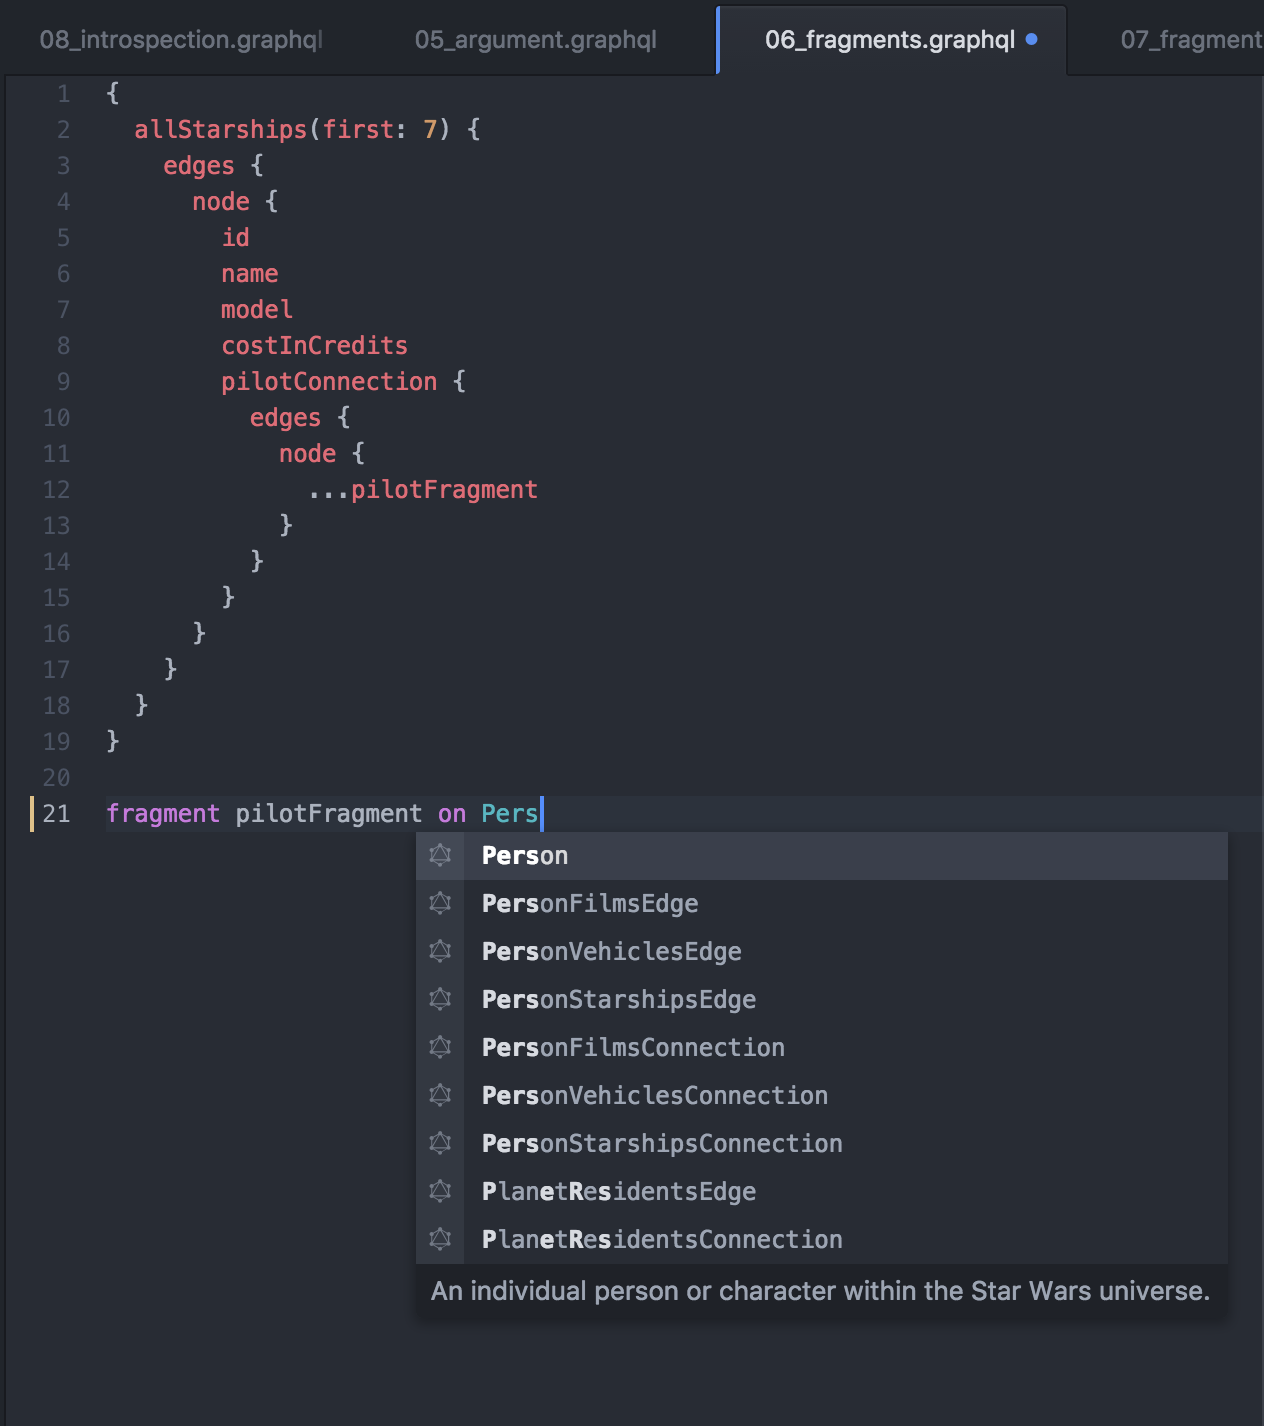 08_introspection.graphql 05_argument.graphql 06_fragments.graphql 07_fragment
1 {
2   allStarships(first: 7) {
3     edges {
4       node {
5         id
6         name
7         model
8         costInCredits
9         pilotConnection {
10           edges {
11             node {
12               ...pilotFragment
13             }
14           }
15         }
16       }
17     }
18   }
19 }
20
21 fragment pilotFragment on Pers
Person
PersonFilmsEdge
PersonVehiclesEdge
PersonStarshipsEdge
PersonFilmsConnection
PersonVehiclesConnection
PersonStarshipsConnection
PlanetResidentsEdge
PlanetResidentsConnection
An individual person or character within the Star Wars universe.